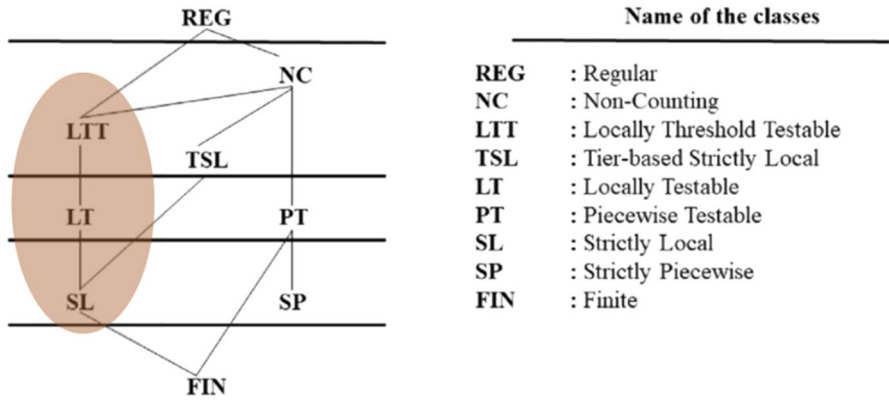 REG
NC
LTT
TSL
LT
PT
SL
SP
FIN
Name of the classes
REG : Regular
NC : Non-Counting
LTT : Locally Threshold Testable
TSL : Tier-based Strictly Local
LT : Locally Testable
PT : Piecewise Testable
SL : Strictly Local
SP : Strictly Piecewise
FIN : Finite